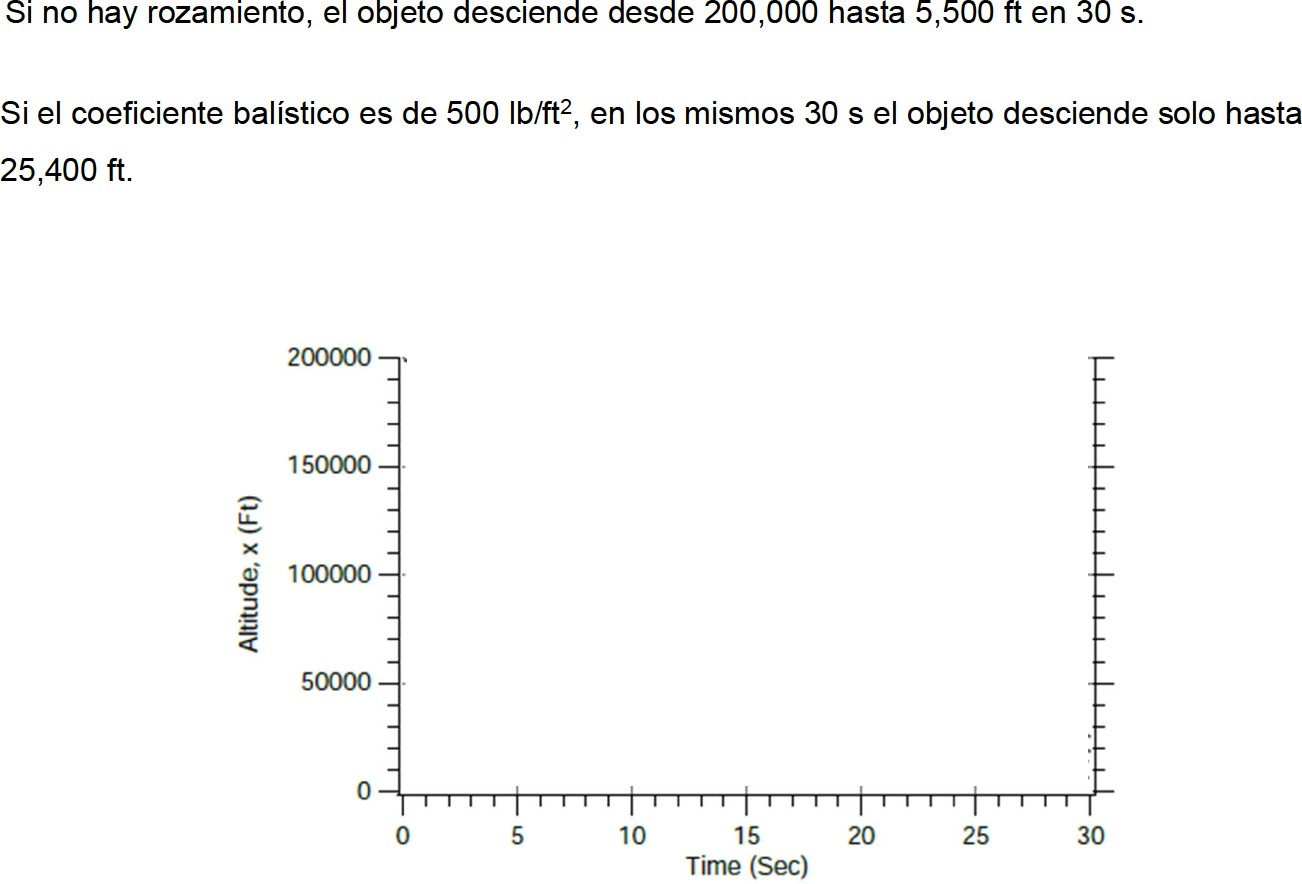 Si no hay rozamiento, el objeto desciende desde 200,000 hasta 5,500 ft en 30 s.
Si el coeficiente balístico es de 500 lb/ft², en los mismos 30 s el objeto desciende solo hasta
25,400 ft.
200000
150000
100000
50000
0
Altitude, x (Ft)
0 5 10 15 20 25 30
Time (Sec)